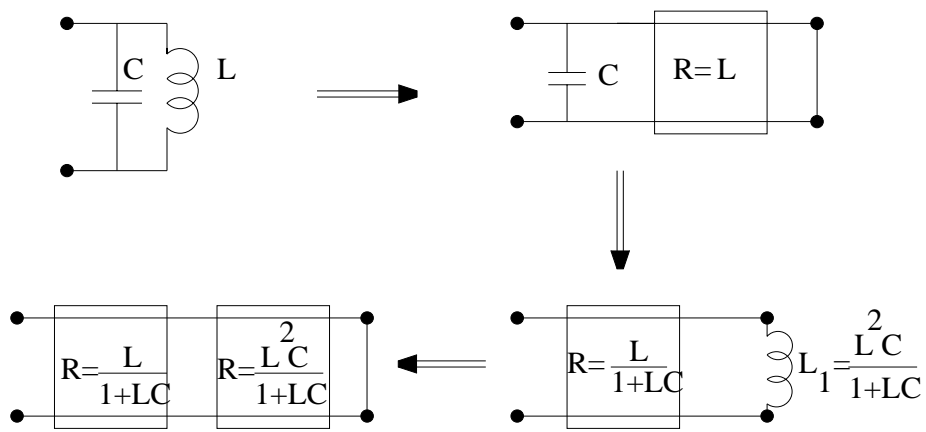 C L
C R= L
R= L / 1+LC
R= L²C / 1+LC
R= L / 1+LC
L₁= L²C / 1+LC